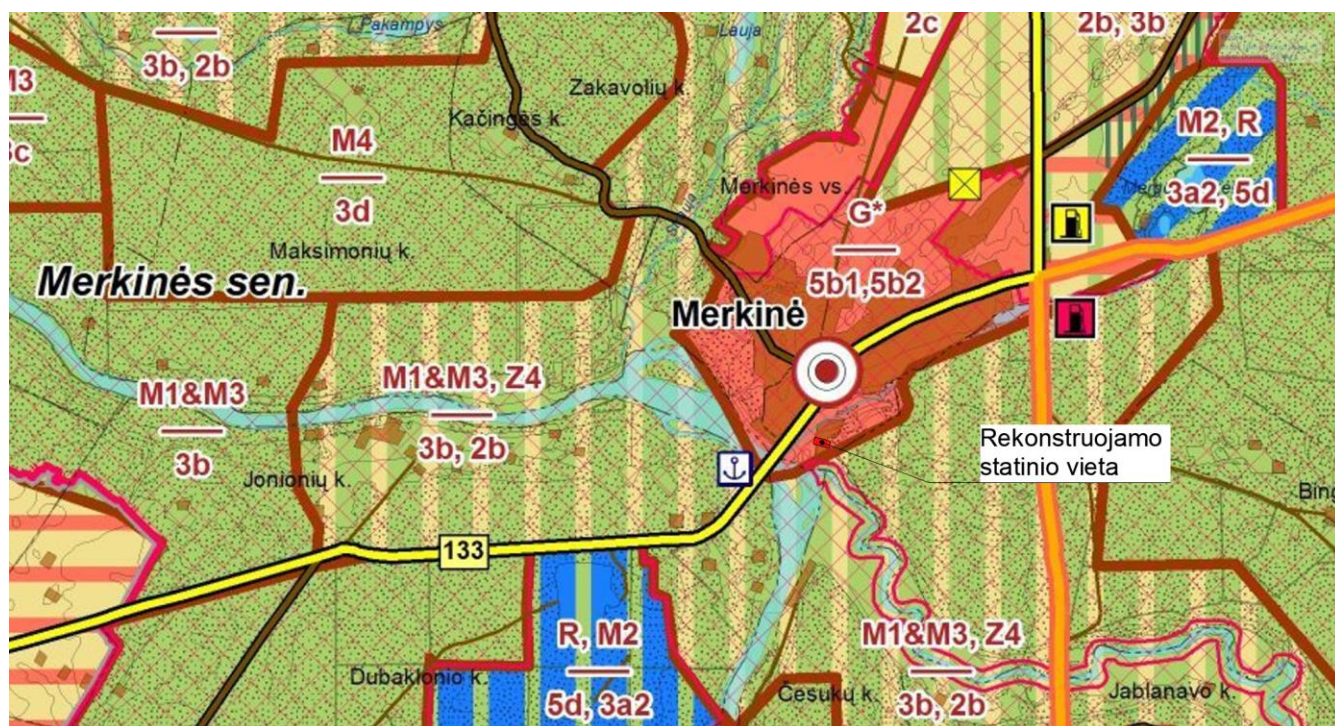 Pakampys
Lauja
2c
2b, 3b
3b, 2b
Zakavolių k.
Kačingės k.
M4
M2, R
3d
Merkinės vs.
3a2, 5d
G*
Maksimonių k.
5b1,5b2
Merkinės sen.
Merkinė
M1&M3
M1&M3, Z4
3b
3b, 2b
Rekonstruojamo
statinio vieta
Jonionių k.
133
R, M2
M1&M3, Z4
Dubaklonio k.
5d, 3a2
Česukų k.
3b, 2b
Jablanavo k.